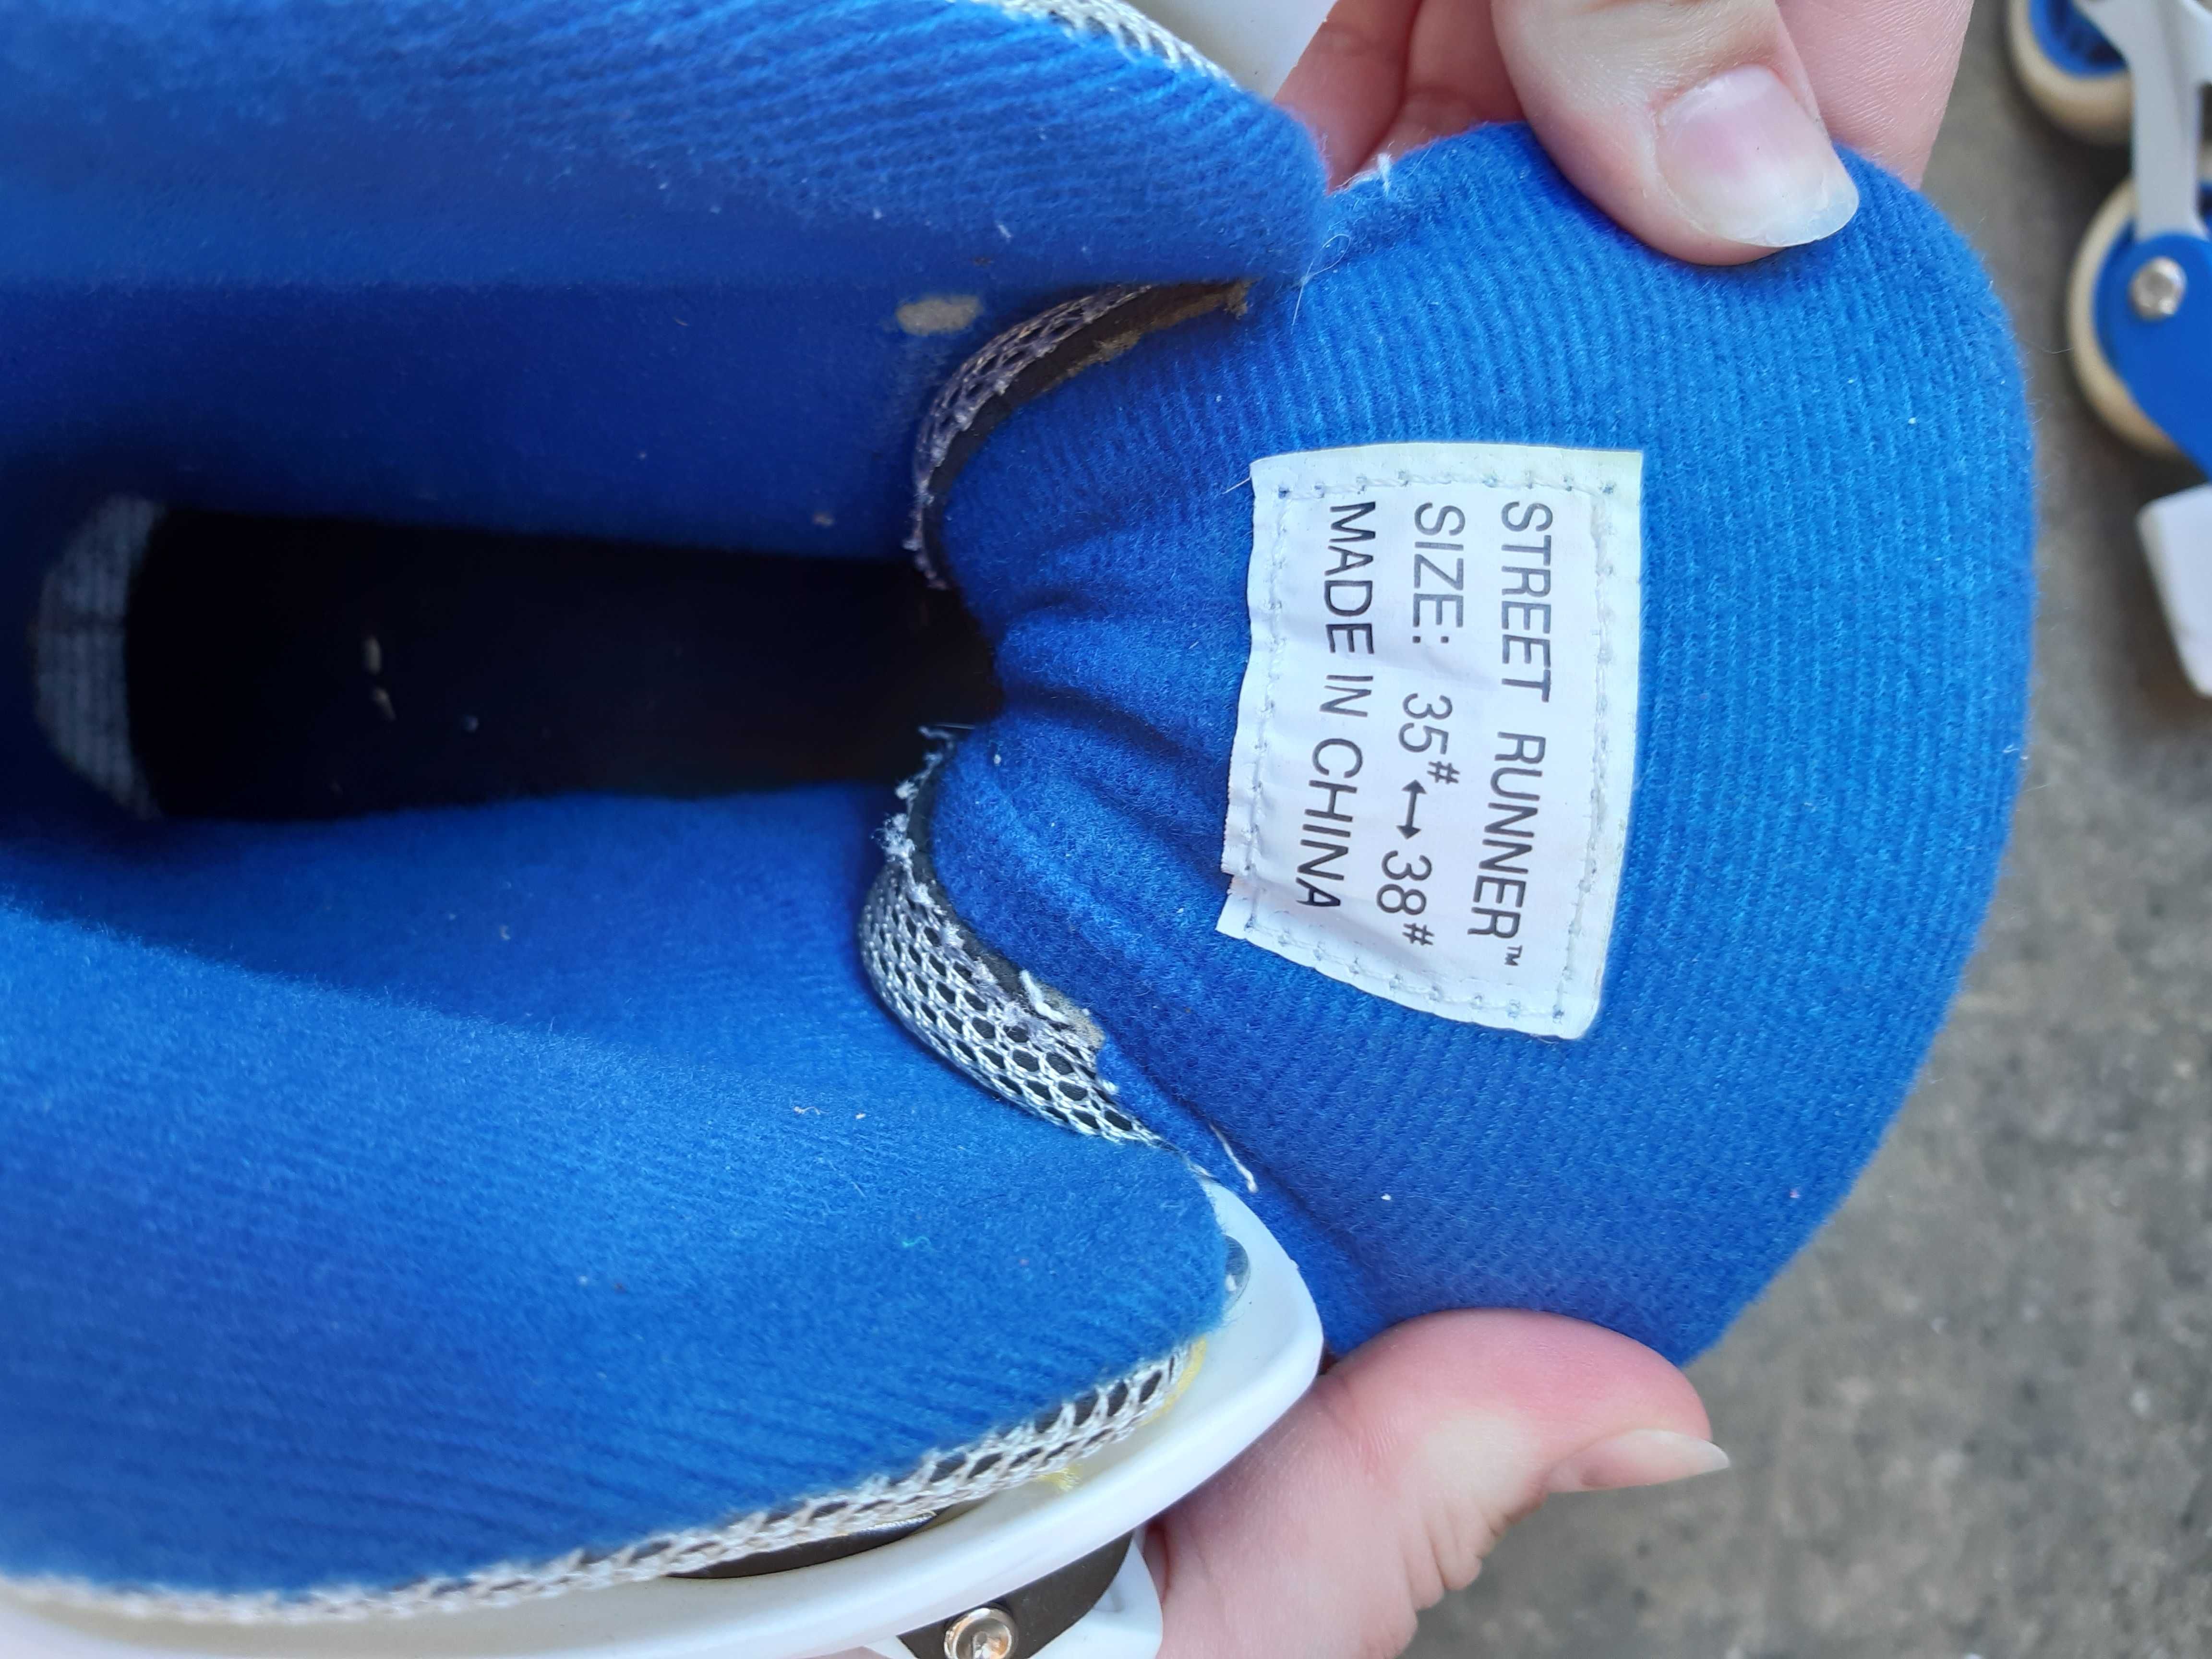 STREET RUNNER™
SIZE: 35#↔38#
MADE IN CHINA